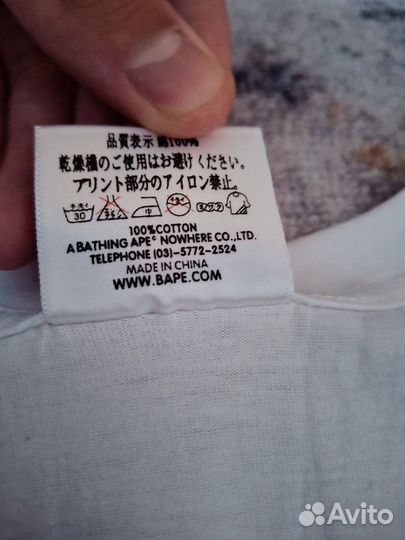 品質表示 綿100%
乾燥機のご使用はお避けください。
プリント部分のアイロン禁止。
30 中
100%COTTON
A BATHING APE® NOWHERE CO.,LTD.
TELEPHONE (03)-5772-2524
MADE IN CHINA
WWW.BAPE.COM
Avito